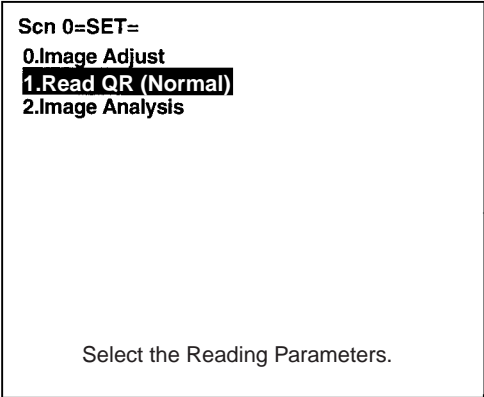 Scn 0=SET=
0.Image Adjust
1.Read QR (Normal)
2.Image Analysis
Select the Reading Parameters.